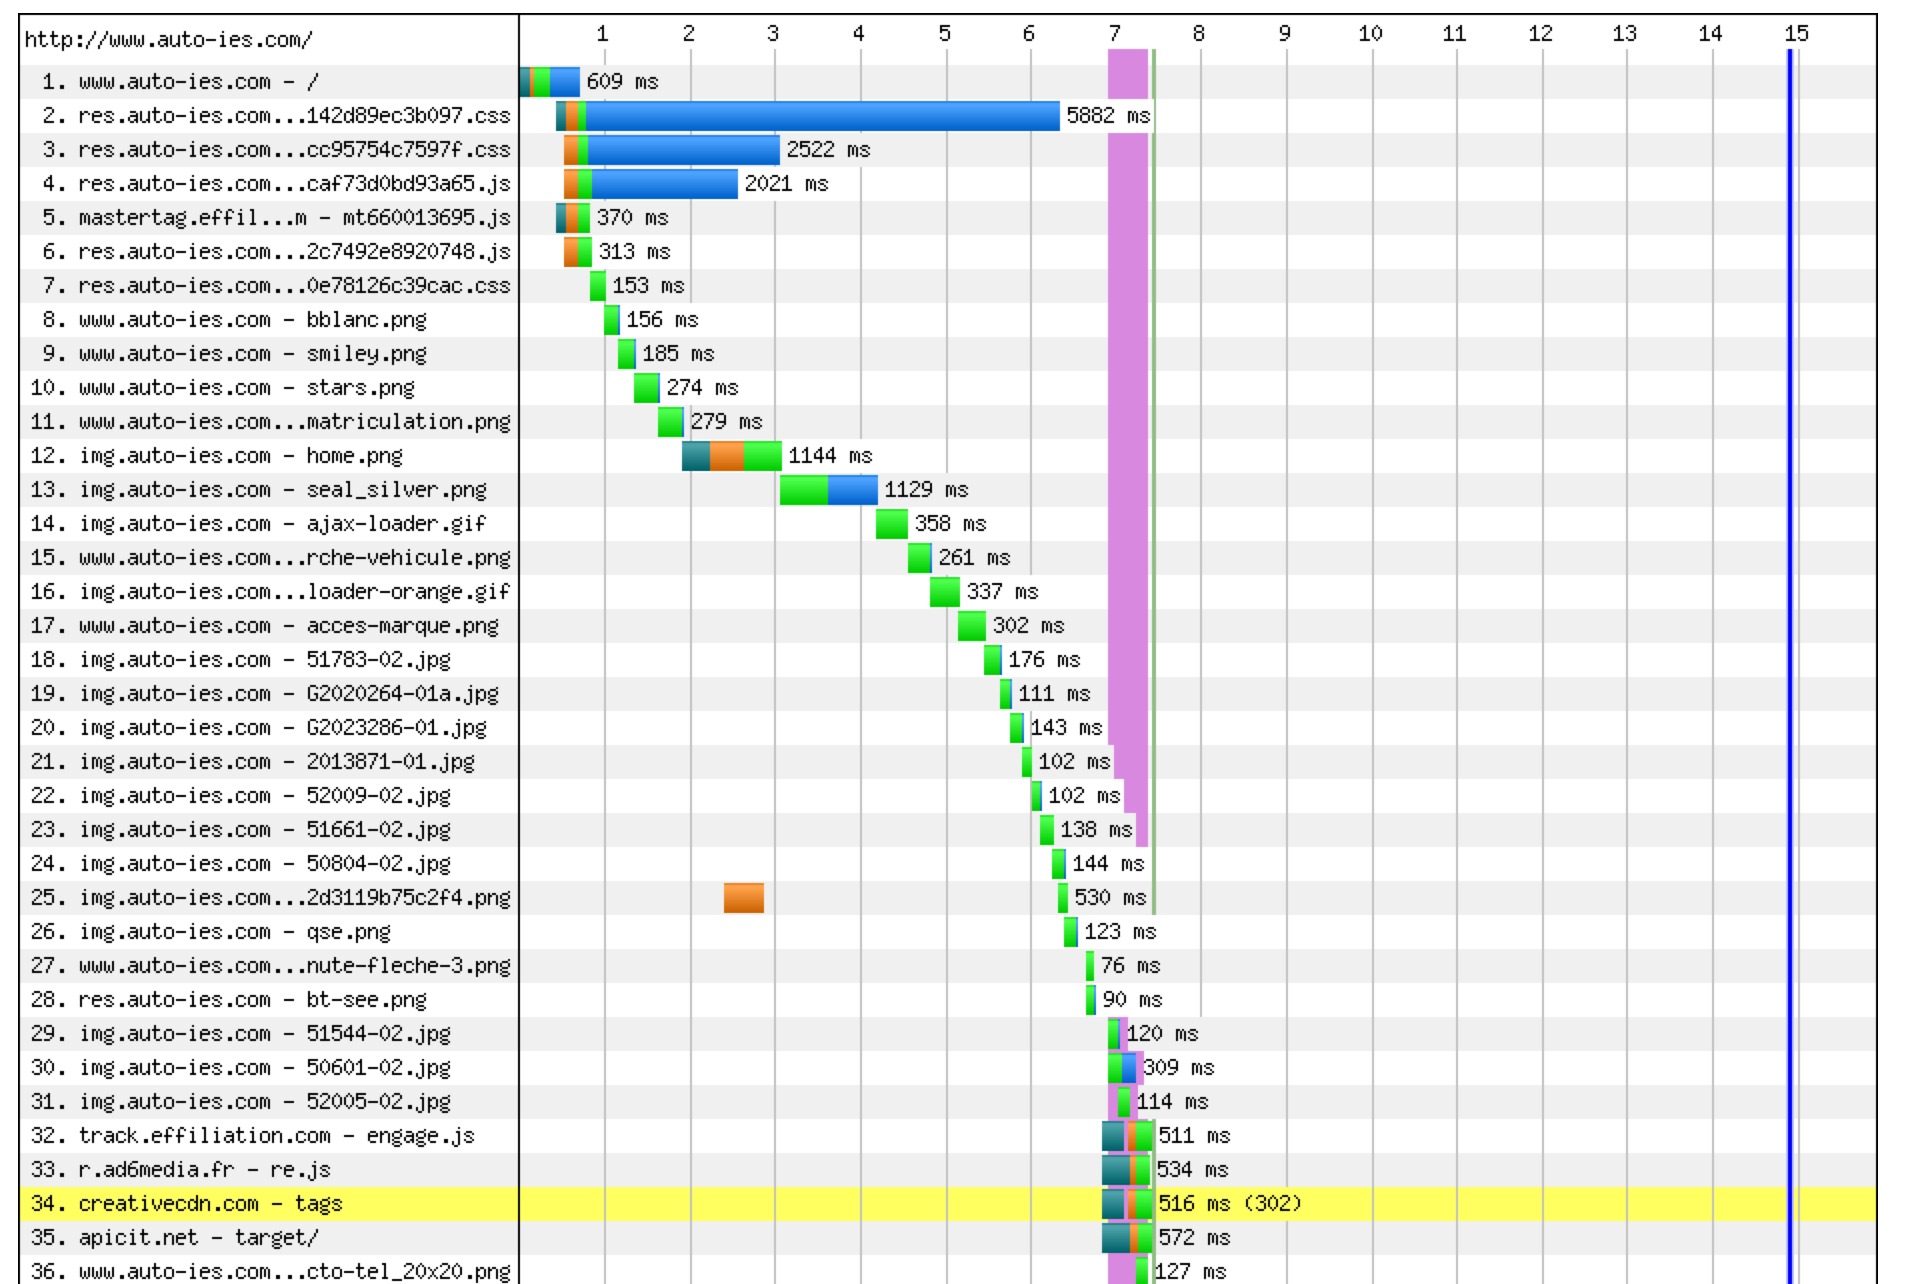 http://www.auto-ies.com/ 1 2 3 4 5 6 7 8 9 10 11 12 13 14 15
1. www.auto-ies.com - / 609 ms
2. res.auto-ies.com...142d89ec3b097.css 5882 ms
3. res.auto-ies.com...cc95754c7597f.css 2522 ms
4. res.auto-ies.com...caf73d0bd93a65.js 2021 ms
5. mastertag.effil...m - mt660013695.js 370 ms
6. res.auto-ies.com...2c7492e8920748.js 313 ms
7. res.auto-ies.com...0e78126c39cac.css 153 ms
8. www.auto-ies.com - bblanc.png 156 ms
9. www.auto-ies.com - smiley.png 185 ms
10. www.auto-ies.com - stars.png 274 ms
11. www.auto-ies.com...matriculation.png 279 ms
12. img.auto-ies.com - home.png 1144 ms
13. img.auto-ies.com - seal_silver.png 1129 ms
14. img.auto-ies.com - ajax-loader.gif 358 ms
15. www.auto-ies.com...rche-vehicule.png 261 ms
16. img.auto-ies.com...loader-orange.gif 337 ms
17. www.auto-ies.com - acces-marque.png 302 ms
18. img.auto-ies.com - 51783-02.jpg 176 ms
19. img.auto-ies.com - G2020264-01a.jpg 111 ms
20. img.auto-ies.com - G2023286-01.jpg 143 ms
21. img.auto-ies.com - 2013871-01.jpg 102 ms
22. img.auto-ies.com - 52009-02.jpg 102 ms
23. img.auto-ies.com - 51661-02.jpg 138 ms
24. img.auto-ies.com - 50804-02.jpg 144 ms
25. img.auto-ies.com...2d3119b75c2f4.png 530 ms
26. img.auto-ies.com - qse.png 123 ms
27. www.auto-ies.com...nute-fleche-3.png 76 ms
28. res.auto-ies.com - bt-see.png 90 ms
29. img.auto-ies.com - 51544-02.jpg 120 ms
30. img.auto-ies.com - 50601-02.jpg 309 ms
31. img.auto-ies.com - 52005-02.jpg 114 ms
32. track.effiliation.com - engage.js 511 ms
33. r.ad6media.fr - re.js 534 ms
34. creativecdn.com - tags 516 ms (302)
35. apicit.net - target/ 572 ms
36. www.auto-ies.com...cto-tel_20x20.png 127 ms